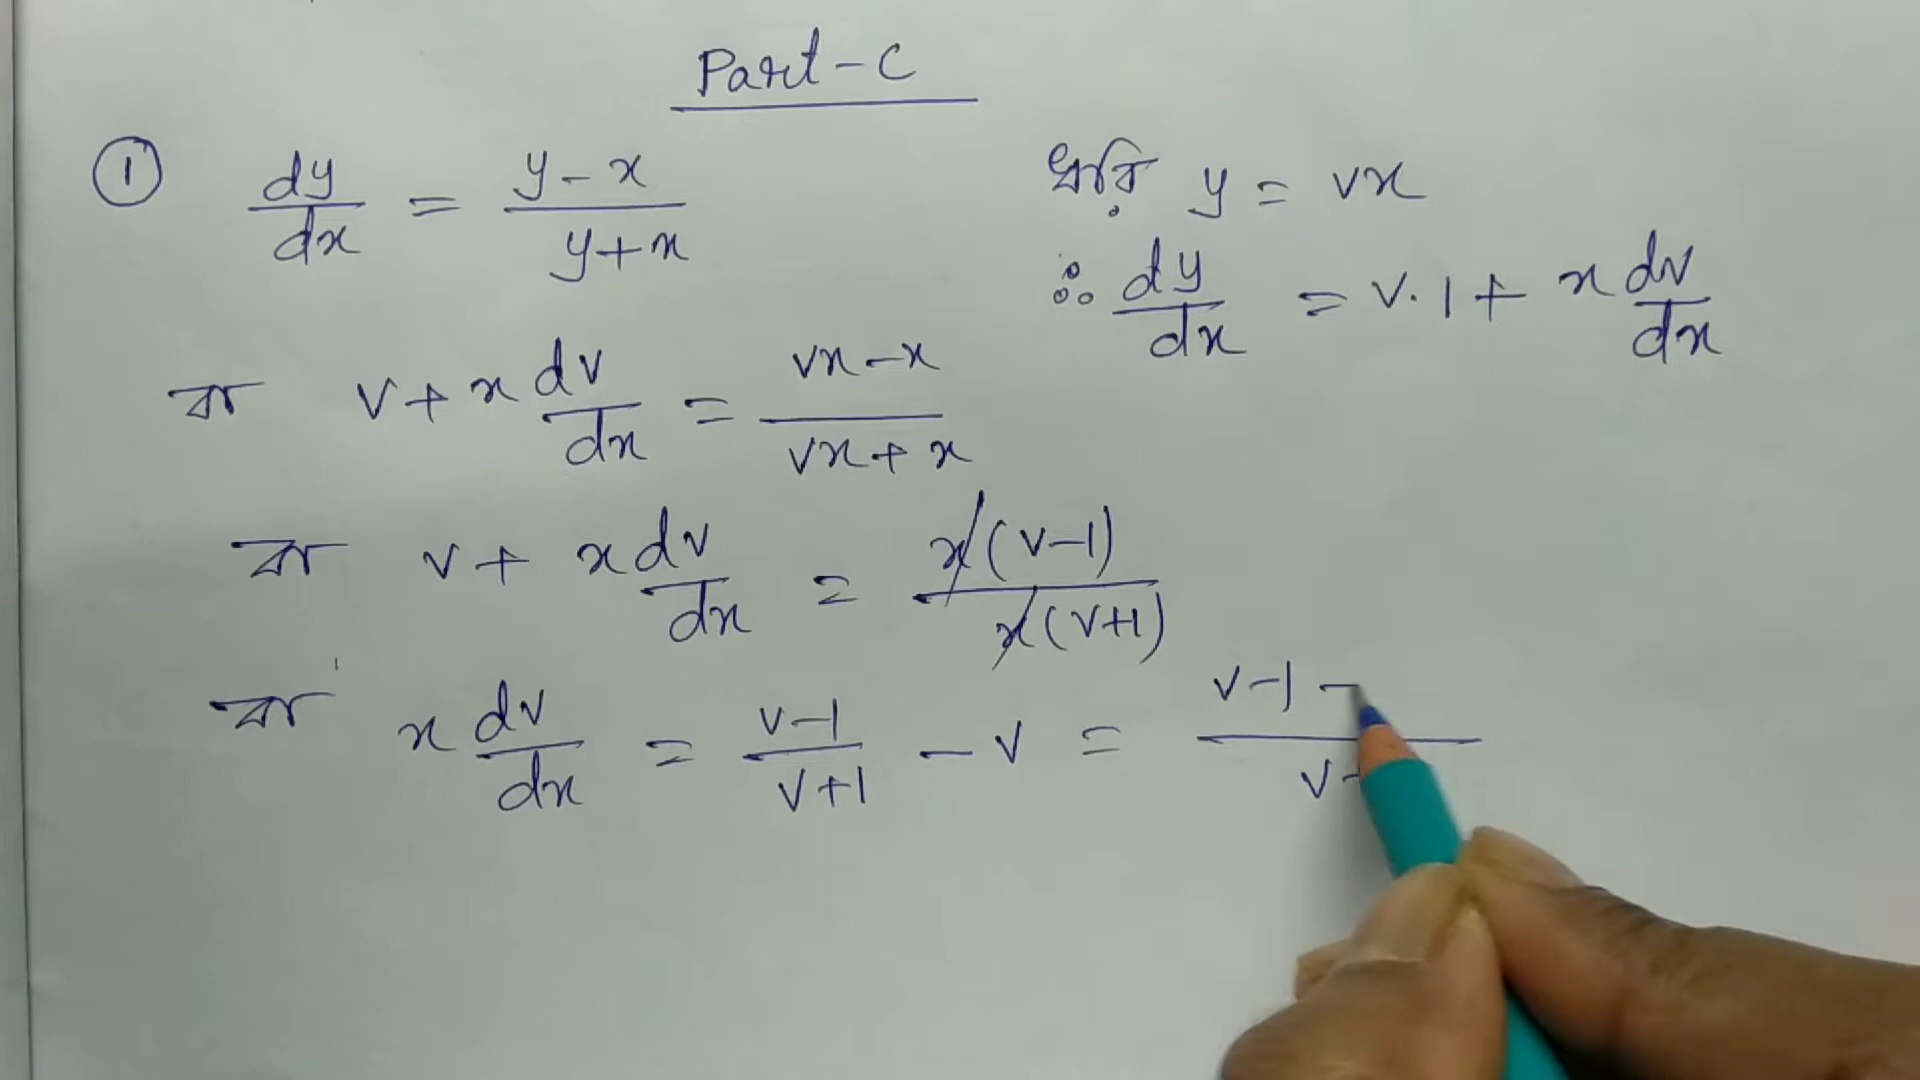 Part-C
① dy/dx = (y-x)/(y+x)
ধরি y = vx
∴ dy/dx = v.1 + x dv/dx
বা v + x dv/dx = (vx-x)/(vx+x)
বা v + x dv/dx = x(v-1)/x(v+1)
বা x dv/dx = (v-1)/(v+1) - v = (v-1-)/(v+